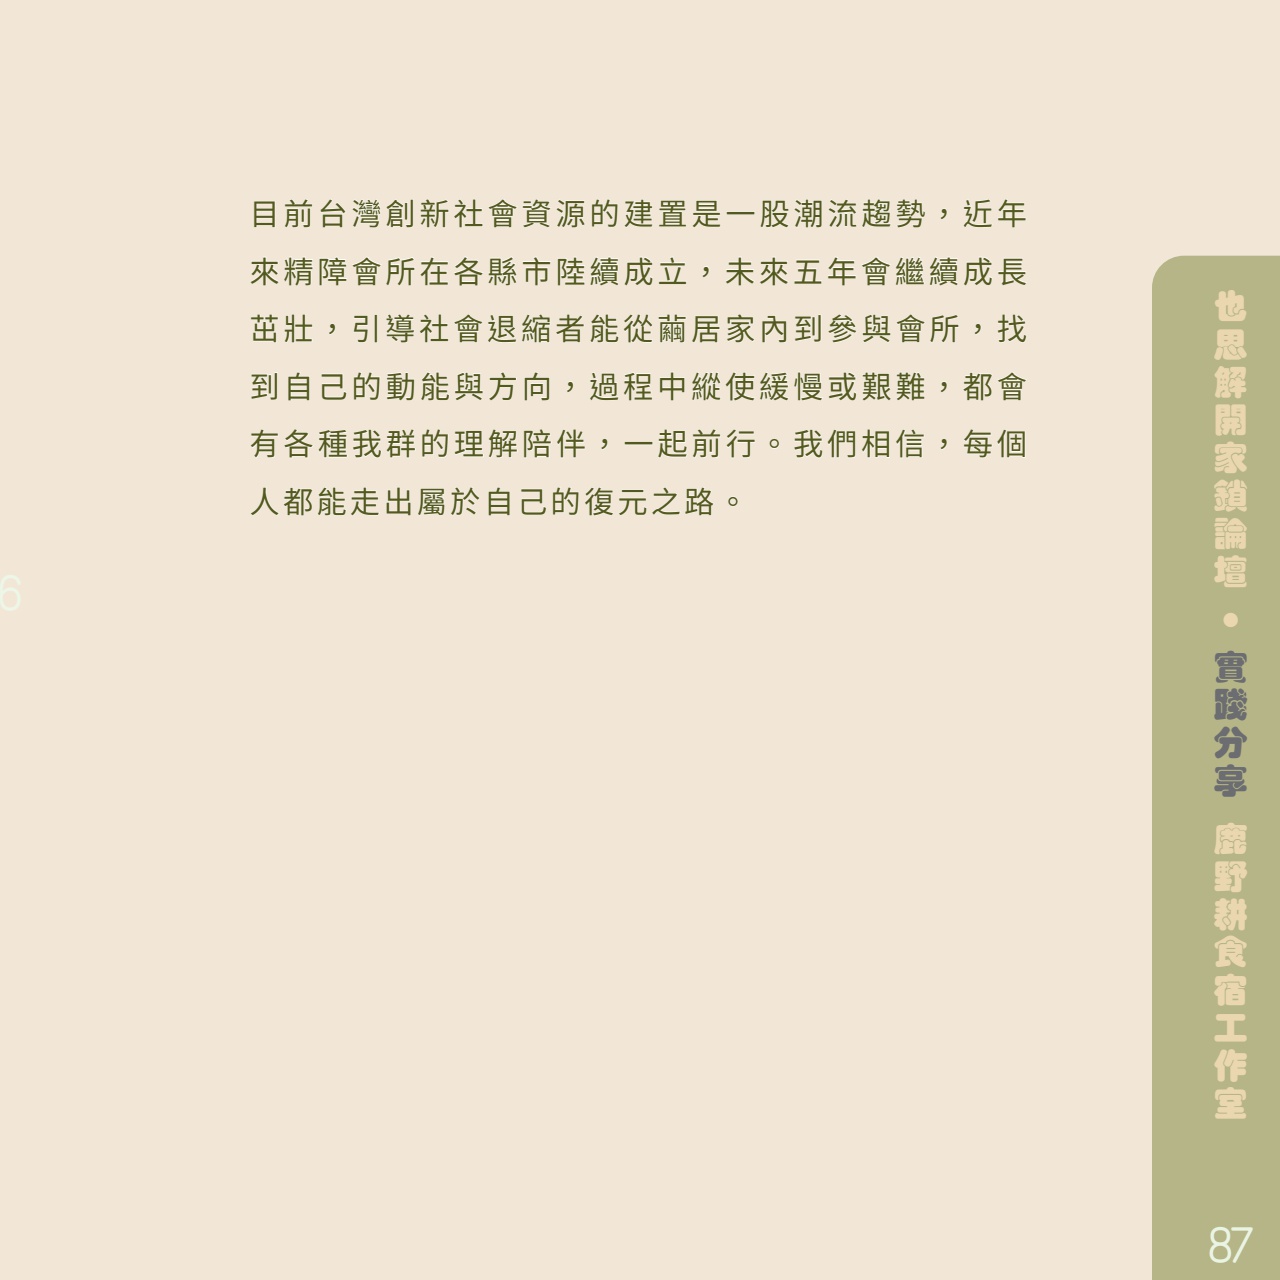 目前台灣創新社會資源的建置是一股潮流趨勢，近年
來精障會所在各縣市陸續成立，未來五年會繼續成長
茁壯，引導社會退縮者能從繭居家內到參與會所，找
到自己的動能與方向，過程中縱使緩慢或艱難，都會
有各種我群的理解陪伴，一起前行。我們相信，每個
人都能走出屬於自己的復元之路。
也思解開家鎖論壇 • 實踐分享 鹿野耕食宿工作室
6
87